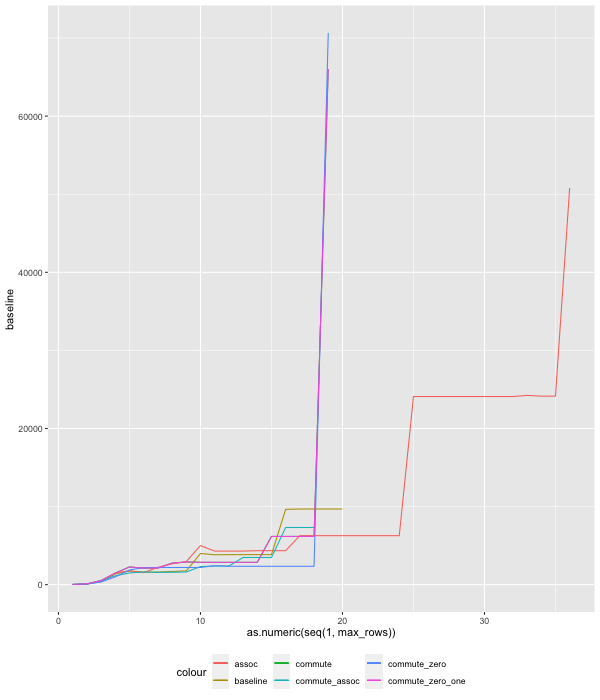 60000
40000
20000
0
baseline
0 10 20 30
as.numeric(seq(1, max_rows))
colour
assoc commute commute_zero
baseline commute_assoc commute_zero_one